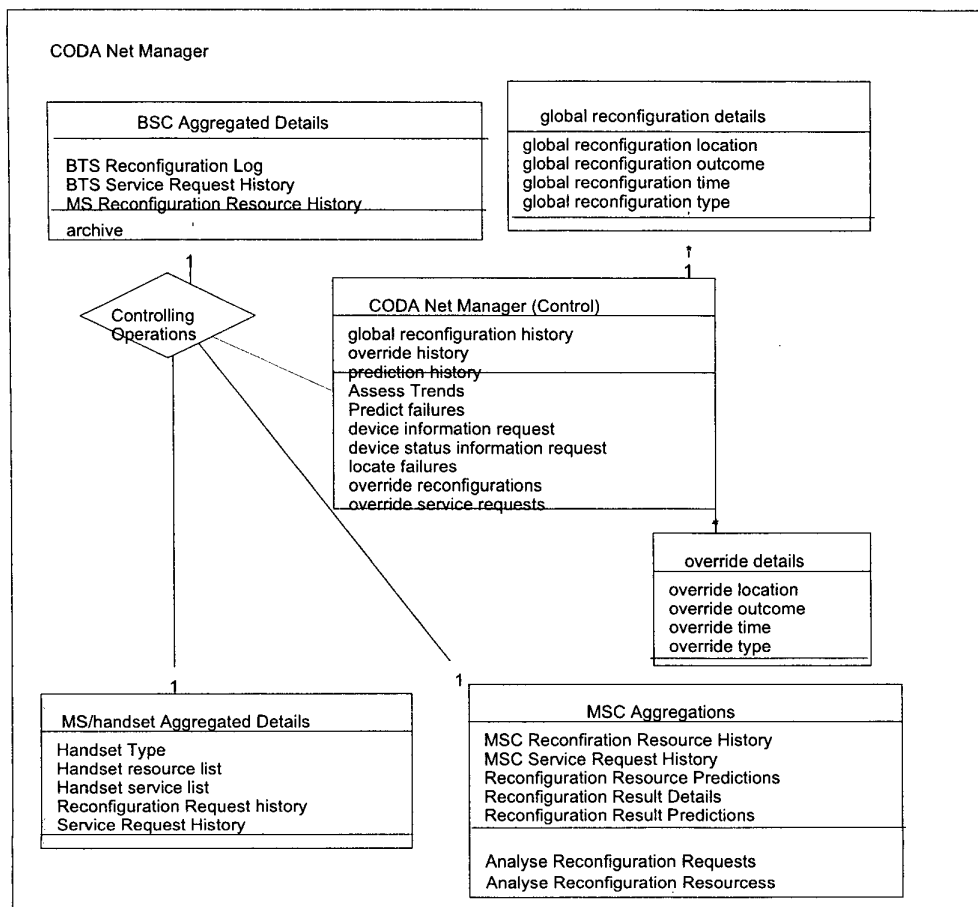 CODA Net Manager
BSC Aggregated Details
BTS Reconfiguration Log
BTS Service Request History
MS Reconfiguration Resource History
archive
global reconfiguration details
global reconfiguration location
global reconfiguration outcome
global reconfiguration time
global reconfiguration type
1
*
1
Controlling
Operations
CODA Net Manager (Control)
global reconfiguration history
override history
prediction history
Assess Trends
Predict failures
device information request
device status information request
locate failures
override reconfigurations
override service requests
*
override details
override location
override outcome
override time
override type
1
1
MS/handset Aggregated Details
Handset Type
Handset resource list
Handset service list
Reconfiguration Request history
Service Request History
MSC Aggregations
MSC Reconfiration Resource History
MSC Service Request History
Reconfiguration Resource Predictions
Reconfiguration Result Details
Reconfiguration Result Predictions
Analyse Reconfiguration Requests
Analyse Reconfiguration Resourcess